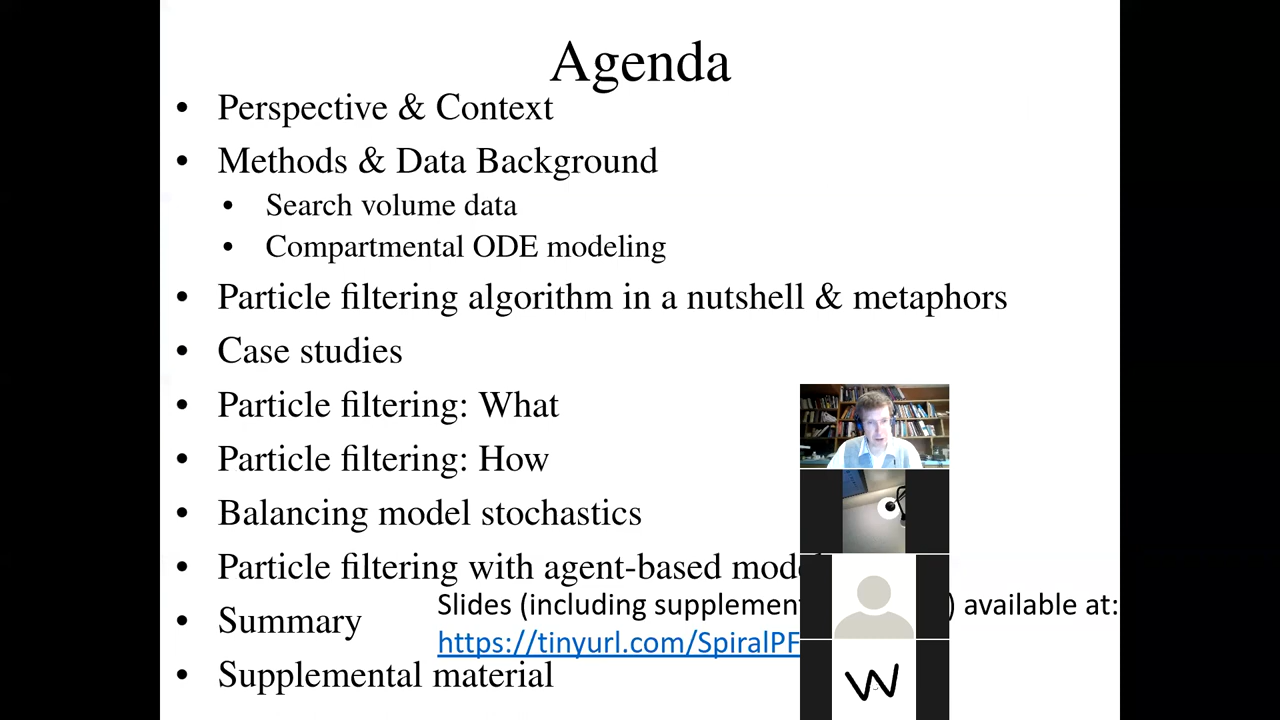 Agenda
• Perspective & Context
• Methods & Data Background
• Search volume data
• Compartmental ODE modeling
• Particle filtering algorithm in a nutshell & metaphors
• Case studies
• Particle filtering: What
• Particle filtering: How
• Balancing model stochastics
• Particle filtering with agent-based
Slides (including ) available at:
https://tinyurl.com/SpiralPF
• Summary
• Supplemental material
W